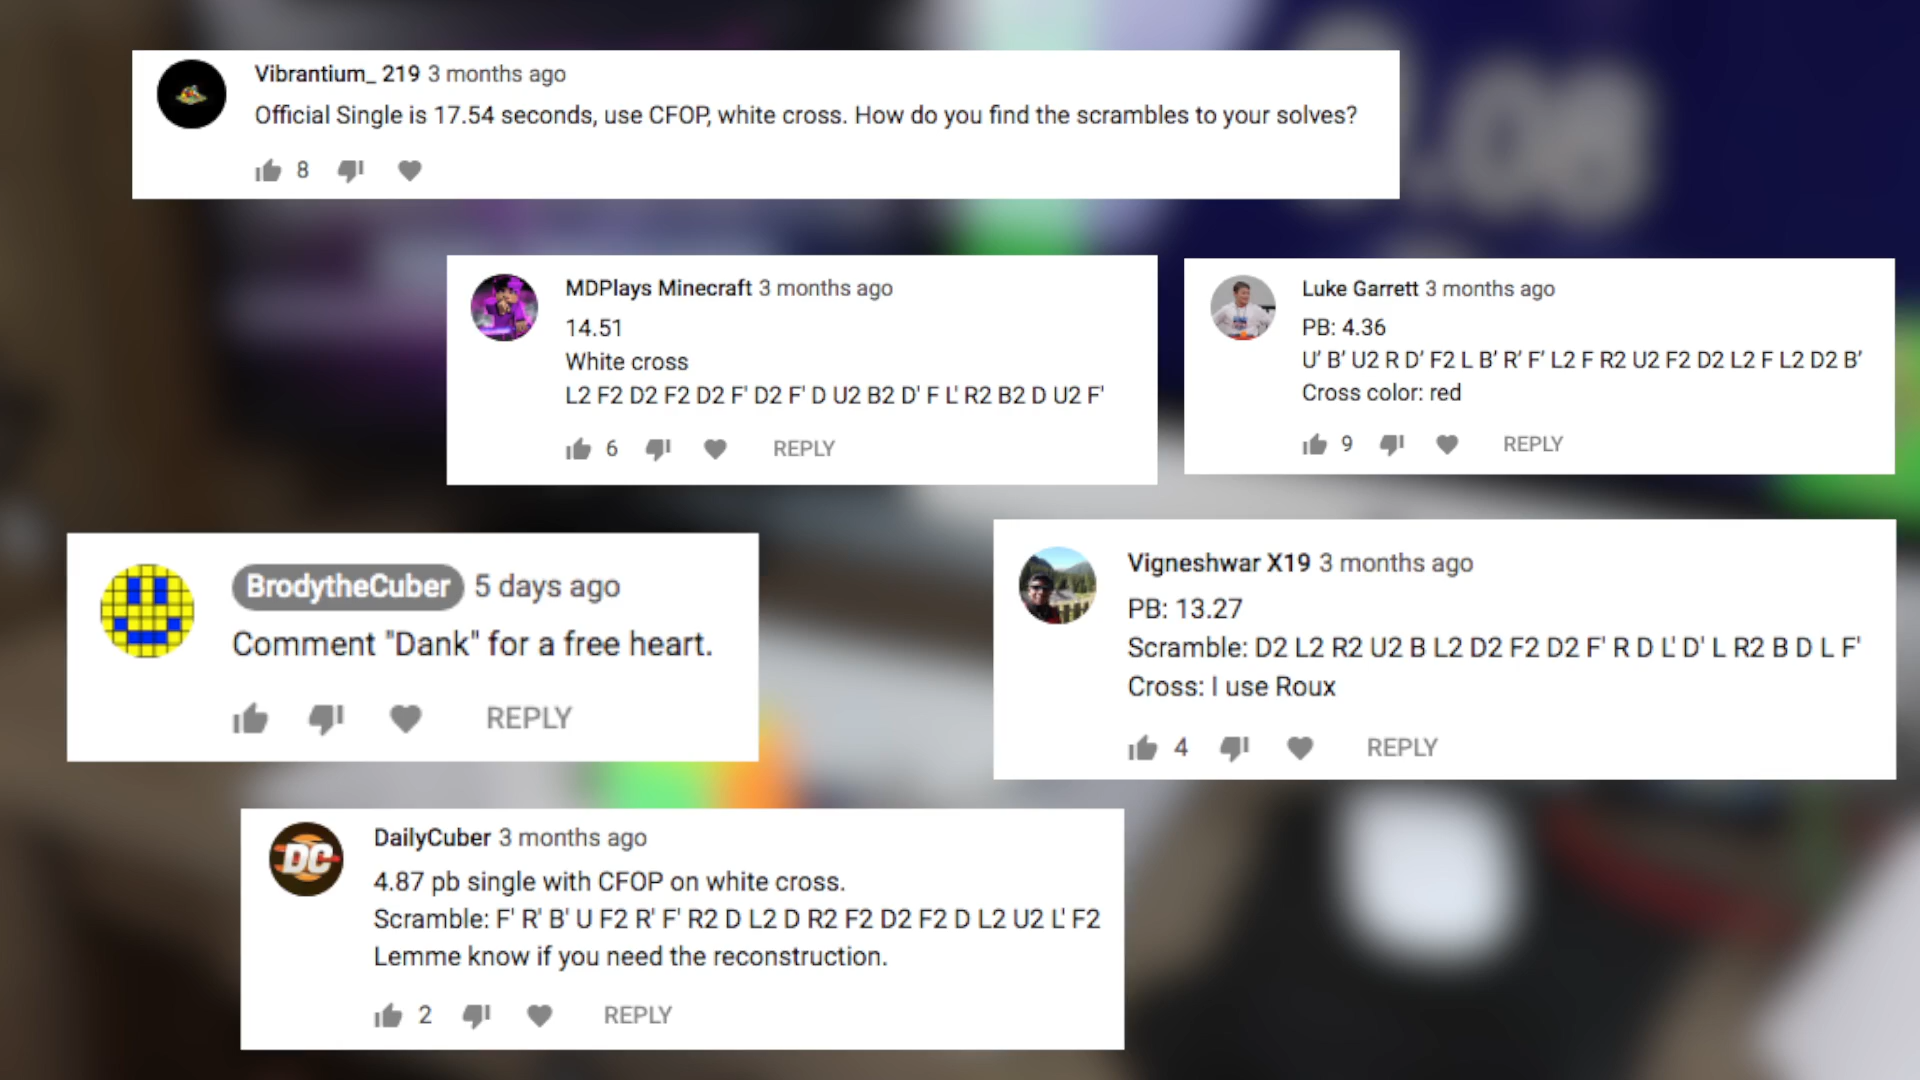 Vibrantium_ 219 3 months ago
Official Single is 17.54 seconds, use CFOP, white cross. How do you find the scrambles to your solves?
8
MDPlays Minecraft 3 months ago
14.51
White cross
L2 F2 D2 F2 D2 F' D2 F' D U2 B2 D' F L' R2 B2 D U2 F'
6 REPLY
Luke Garrett 3 months ago
PB: 4.36
U’ B’ U2 R D’ F2 L B’ R’ F’ L2 F R2 U2 F2 D2 L2 F L2 D2 B’
Cross color: red
9 REPLY
BrodytheCuber 5 days ago
Comment "Dank" for a free heart.
REPLY
Vigneshwar X19 3 months ago
PB: 13.27
Scramble: D2 L2 R2 U2 B L2 D2 F2 D2 F' R D L' D' L R2 B D L F'
Cross: I use Roux
4 REPLY
DC
DailyCuber 3 months ago
4.87 pb single with CFOP on white cross.
Scramble: F' R' B' U F2 R' F' R2 D L2 D R2 F2 D2 F2 D L2 U2 L' F2
Lemme know if you need the reconstruction.
2 REPLY